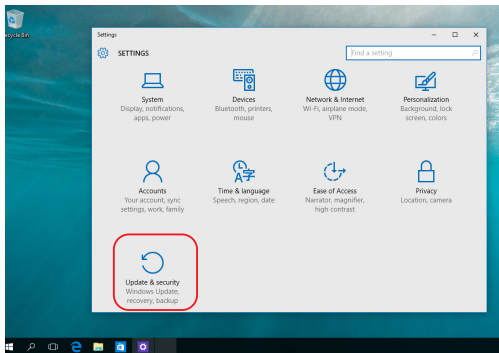 Recycle Bin
Settings
SETTINGS
Find a setting
System
Display, notifications,
apps, power
Devices
Bluetooth, printers,
mouse
Network & Internet
Wi-Fi, airplane mode,
VPN
Personalization
Background, lock
screen, colors
Accounts
Your account, sync
settings, work, family
Time & language
Speech, region, date
Ease of Access
Narrator, magnifier,
high contrast
Privacy
Location, camera
Update & security
Windows Update,
recovery, backup